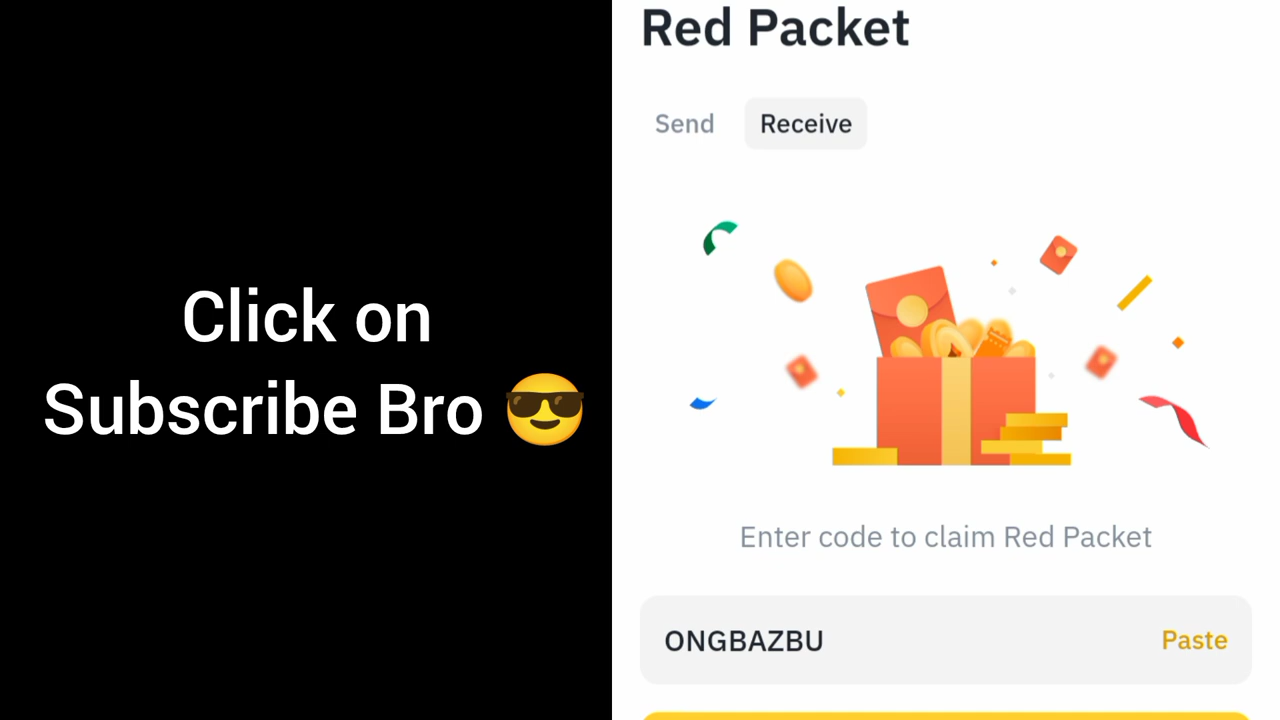 Click on
Subscribe Bro 😎
Red Packet
Send
Receive
Enter code to claim Red Packet
ONGBAZBU
Paste